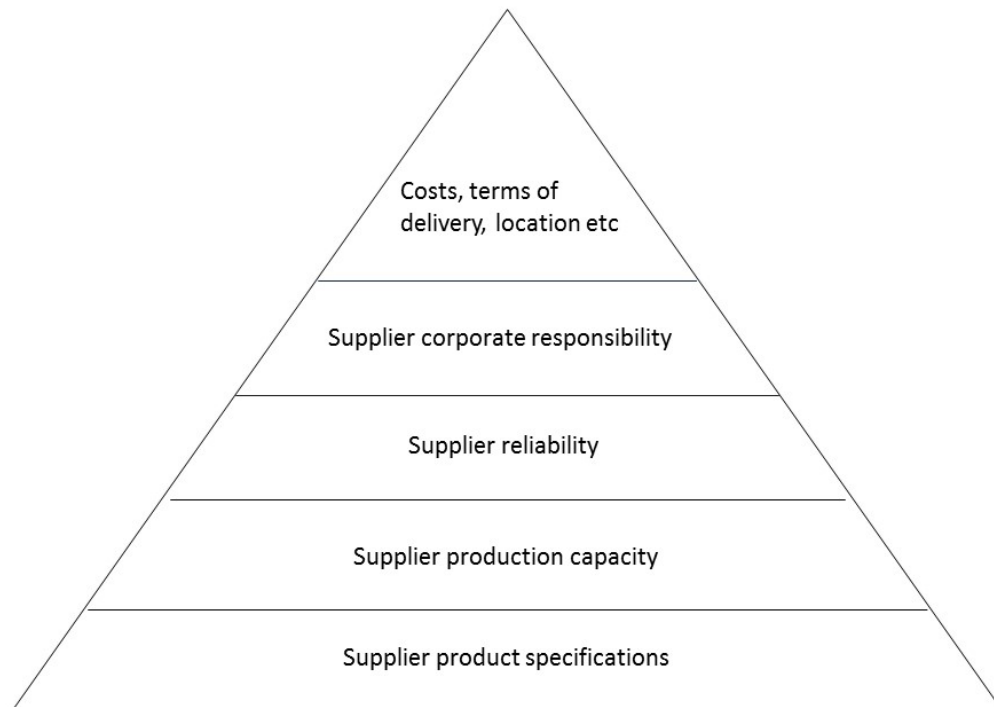 Costs, terms of
delivery, location etc
Supplier corporate responsibility
Supplier reliability
Supplier production capacity
Supplier product specifications